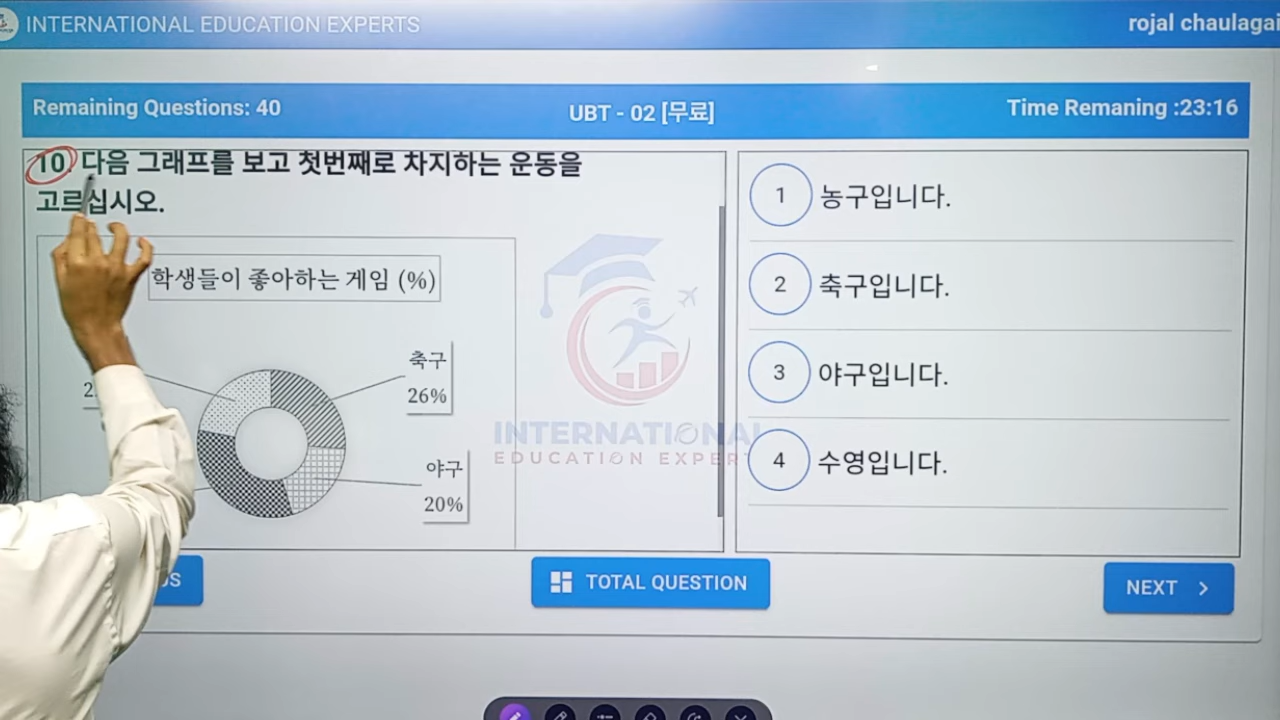 INTERNATIONAL EDUCATION EXPERTS
rojal chaulagai
Remaining Questions: 40
UBT - 02 [무료]
Time Remaning :23:16
10 다음 그래프를 보고 첫번째로 차지하는 운동을
고르십시오.
학생들이 좋아하는 게임 (%)
축구
26%
야구
20%
INTERNATIONAL
EDUCATION EXPER
1 농구입니다.
2 축구입니다.
3 야구입니다.
4 수영입니다.
TOTAL QUESTION
NEXT